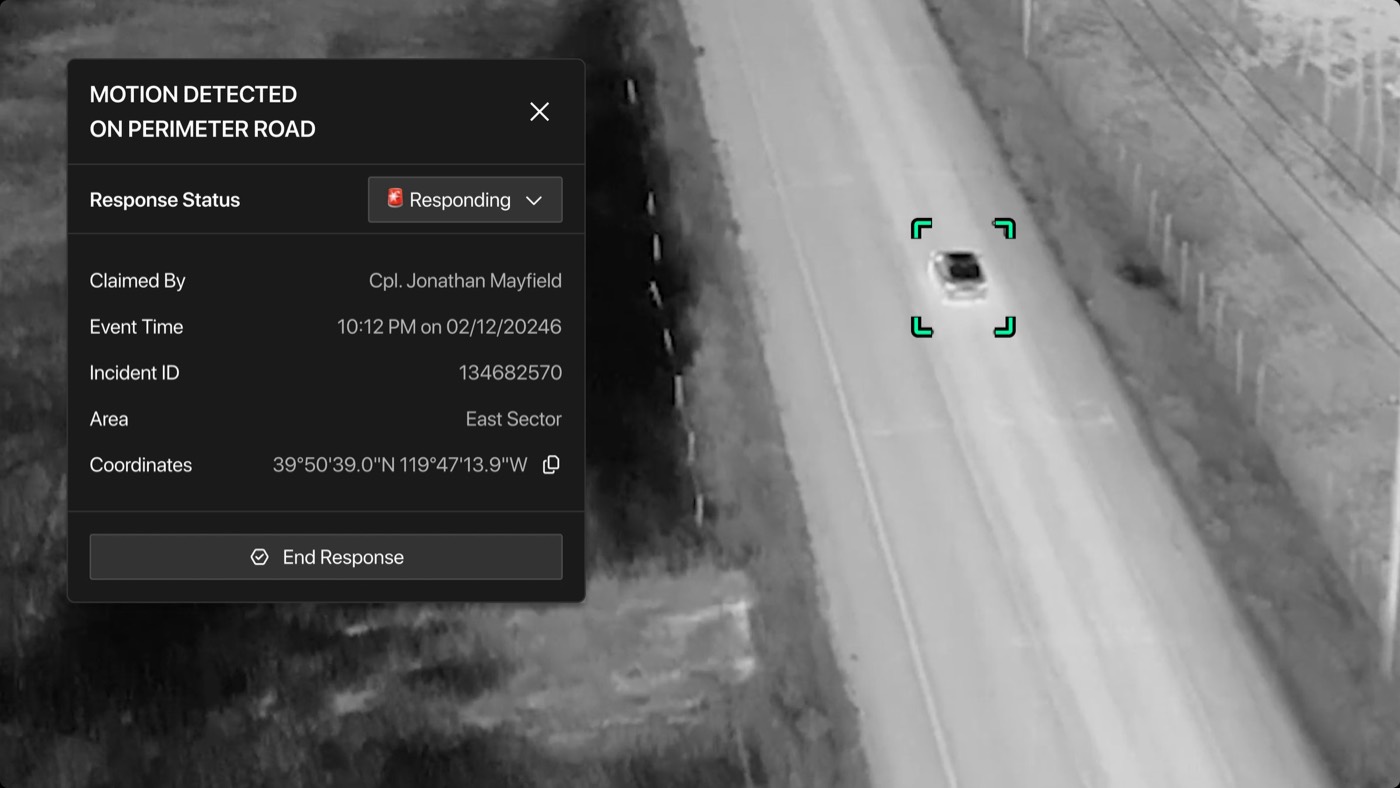 MOTION DETECTED
ON PERIMETER ROAD
Response Status
Responding
Claimed By
Cpl. Jonathan Mayfield
Event Time
10:12 PM on 02/12/20246
Incident ID
134682570
Area
East Sector
Coordinates
39°50'39.0"N 119°47'13.9"W
End Response